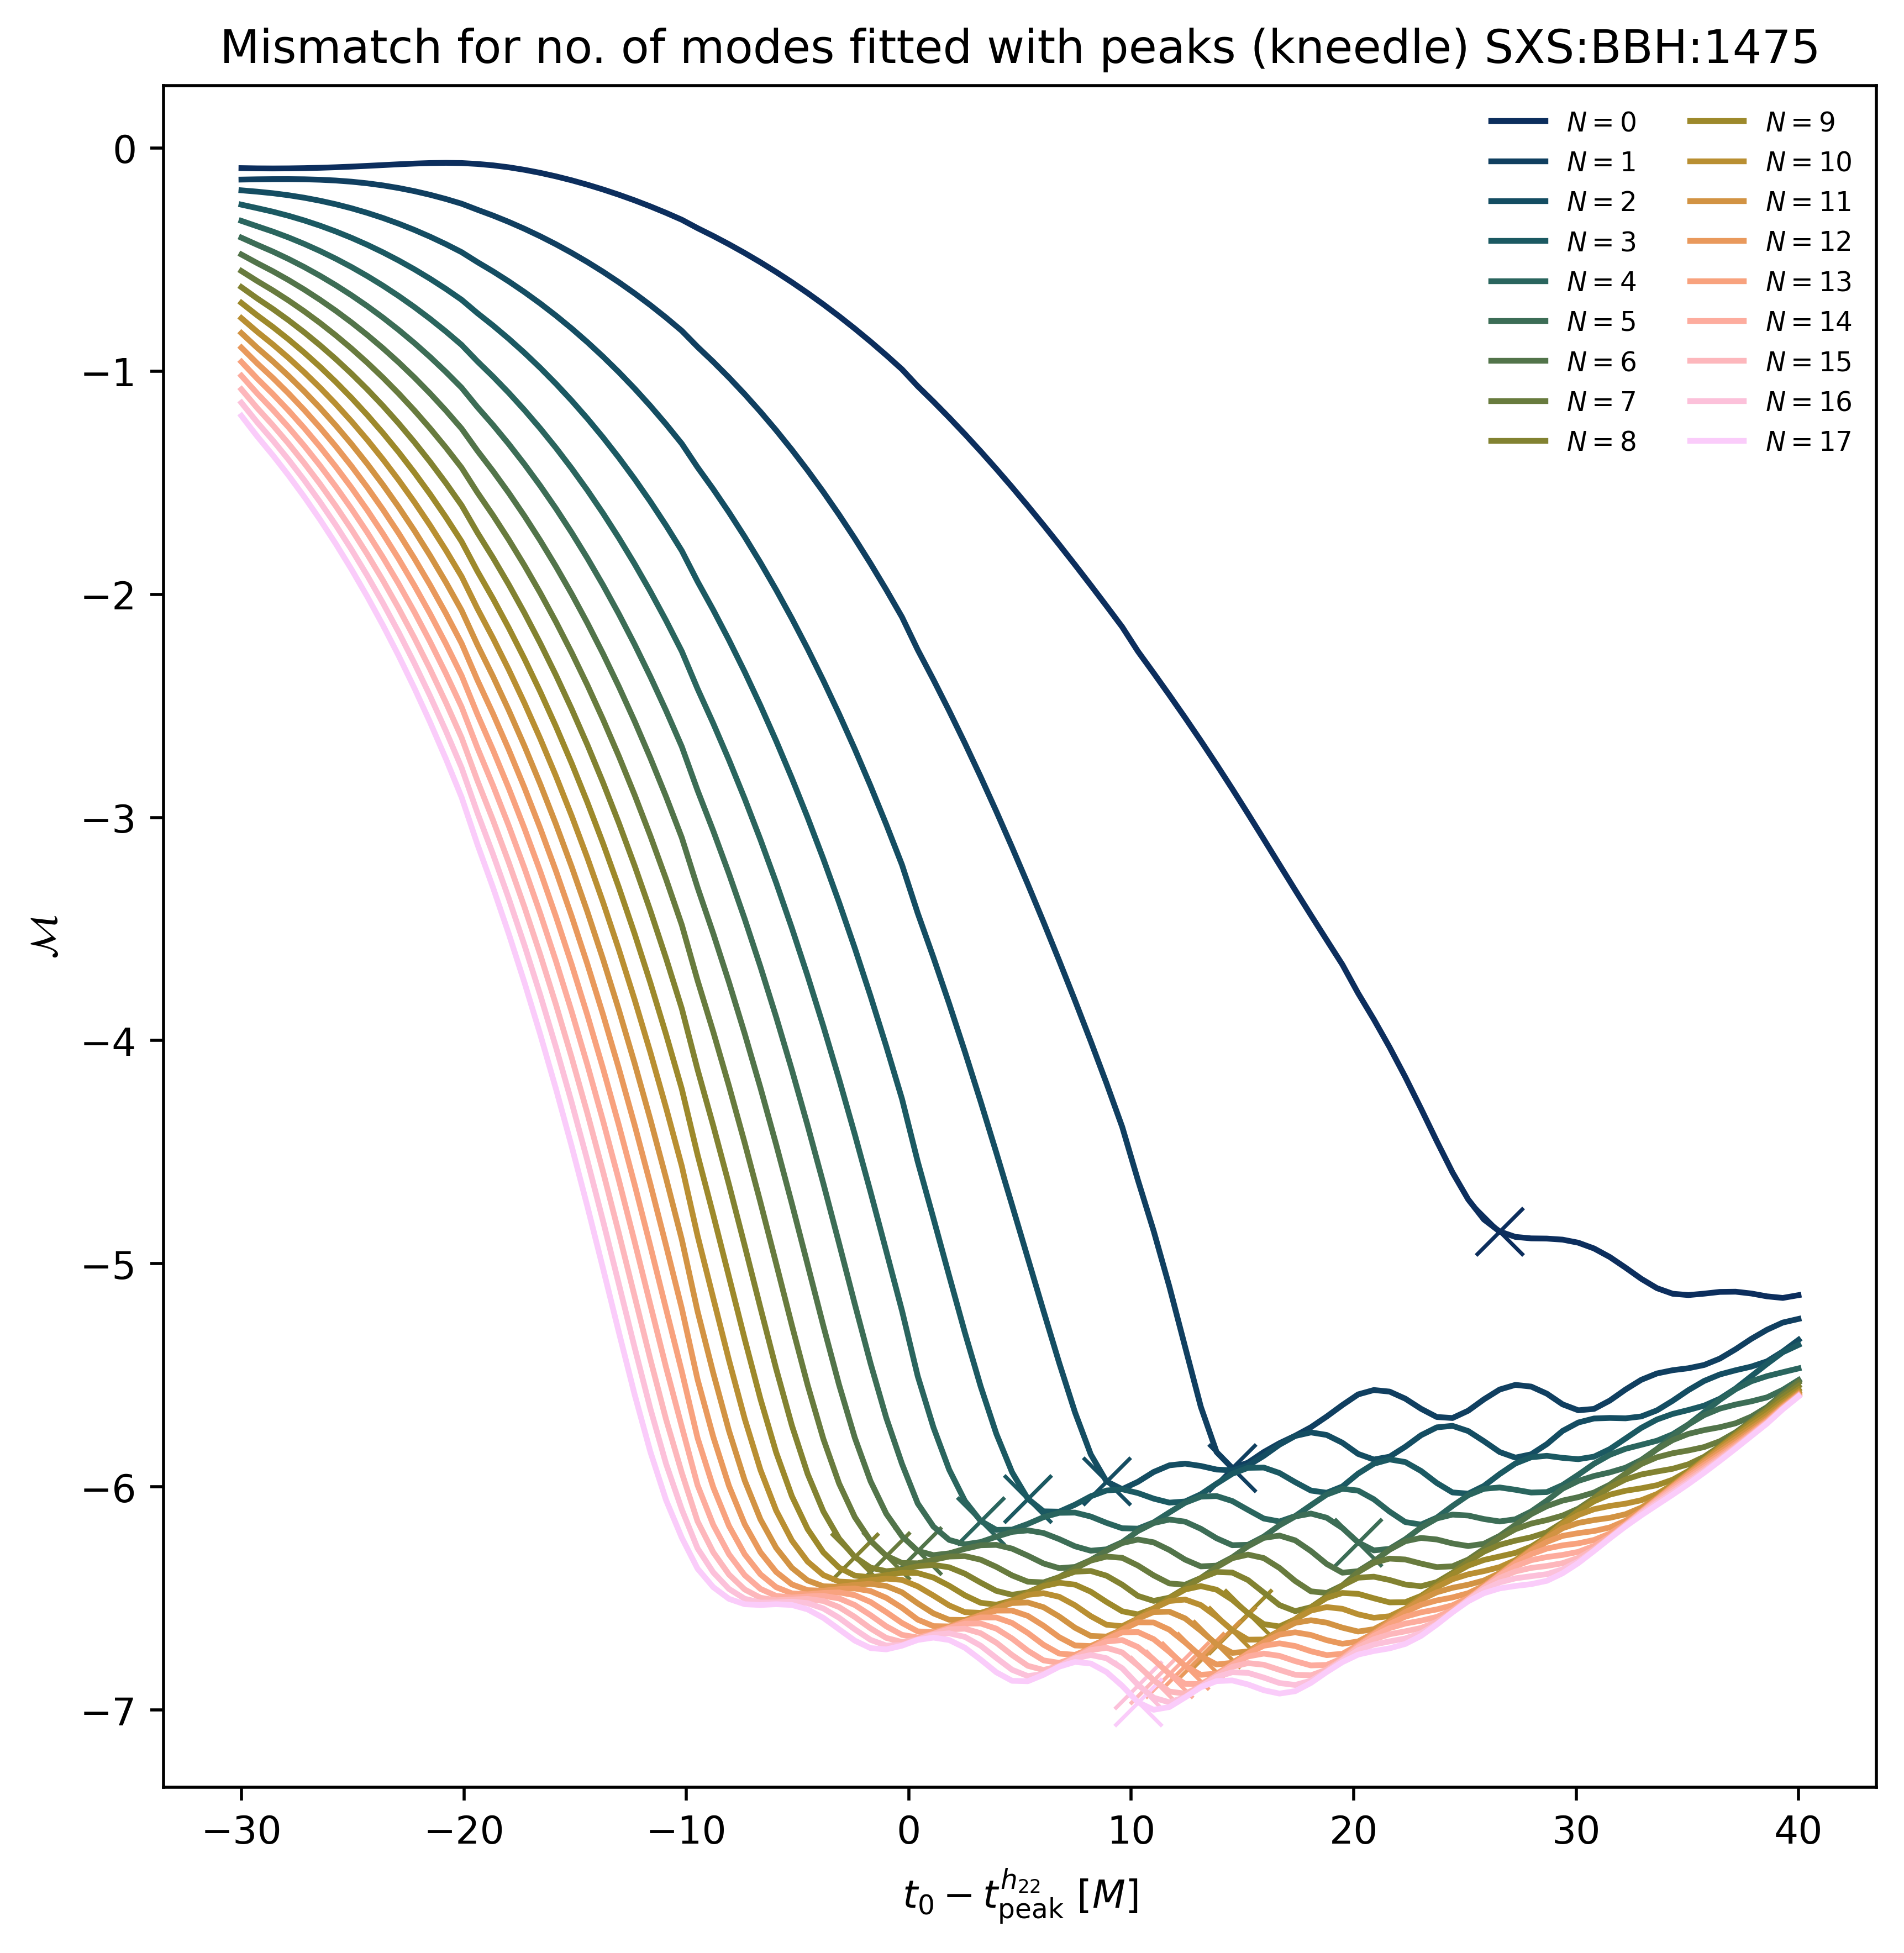 Mismatch for no. of modes fitted with peaks (kneedle) SXS:BBH:1475
N = 0
N = 1
N = 2
N = 3
N = 4
N = 5
N = 6
N = 7
N = 8
N = 9
N = 10
N = 11
N = 12
N = 13
N = 14
N = 15
N = 16
N = 17
0
−1
−2
−3
−4
−5
−6
−7
ℳ
−30 −20 −10 0 10 20 30 40
t₀ − t_peak^h₂₂ [M]